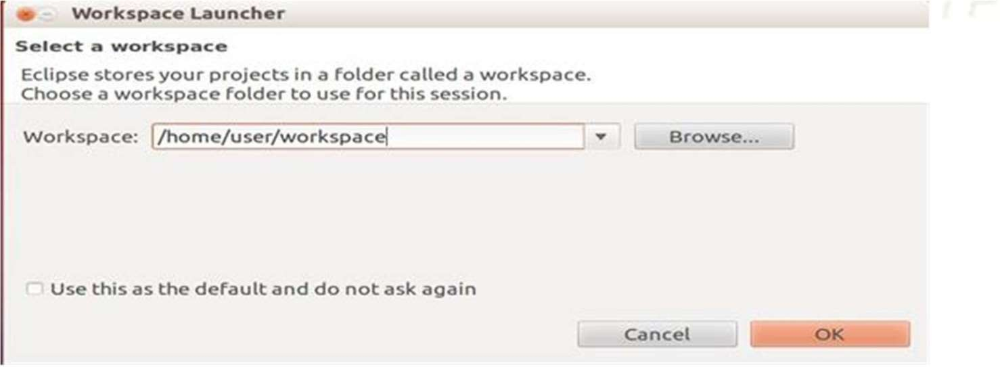 Workspace Launcher
Select a workspace
Eclipse stores your projects in a folder called a workspace.
Choose a workspace folder to use for this session.
Workspace: /home/user/workspace Browse...
Use this as the default and do not ask again
Cancel OK